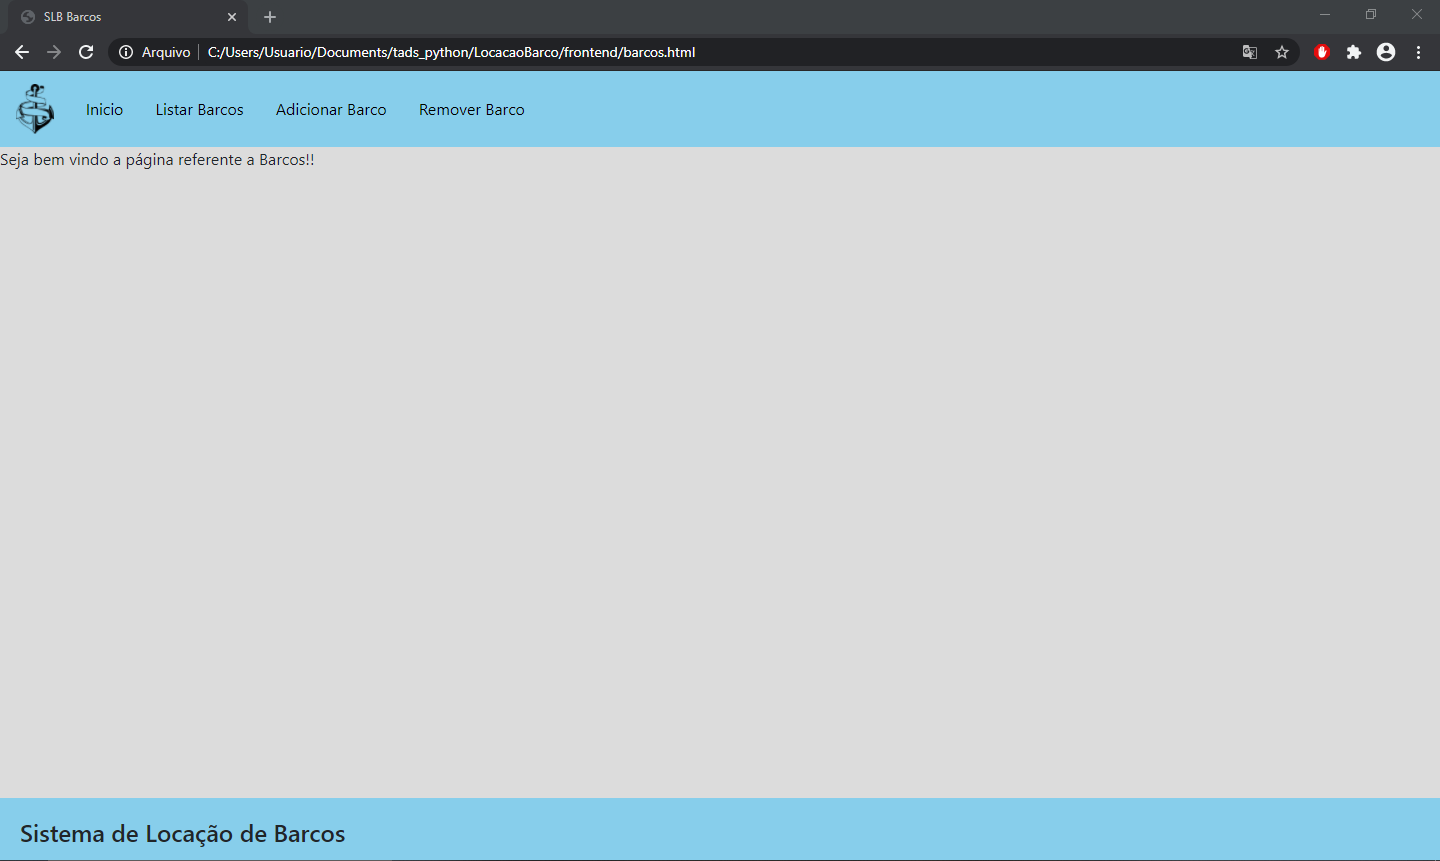 SLB Barcos
Arquivo C:/Users/Usuario/Documents/tads_python/LocacaoBarco/frontend/barcos.html
Inicio Listar Barcos Adicionar Barco Remover Barco
Seja bem vindo a página referente a Barcos!!
Sistema de Locação de Barcos